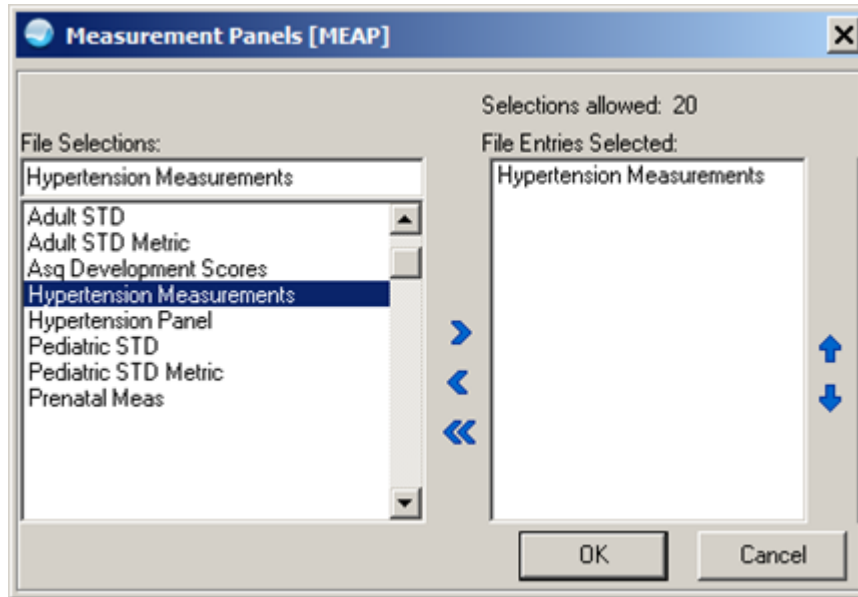 Measurement Panels [MEAP]
Selections allowed: 20
File Selections:
File Entries Selected:
Hypertension Measurements
Hypertension Measurements
Adult STD
Adult STD Metric
Asq Development Scores
Hypertension Measurements
Hypertension Panel
Pediatric STD
Pediatric STD Metric
Prenatal Meas
OK
Cancel